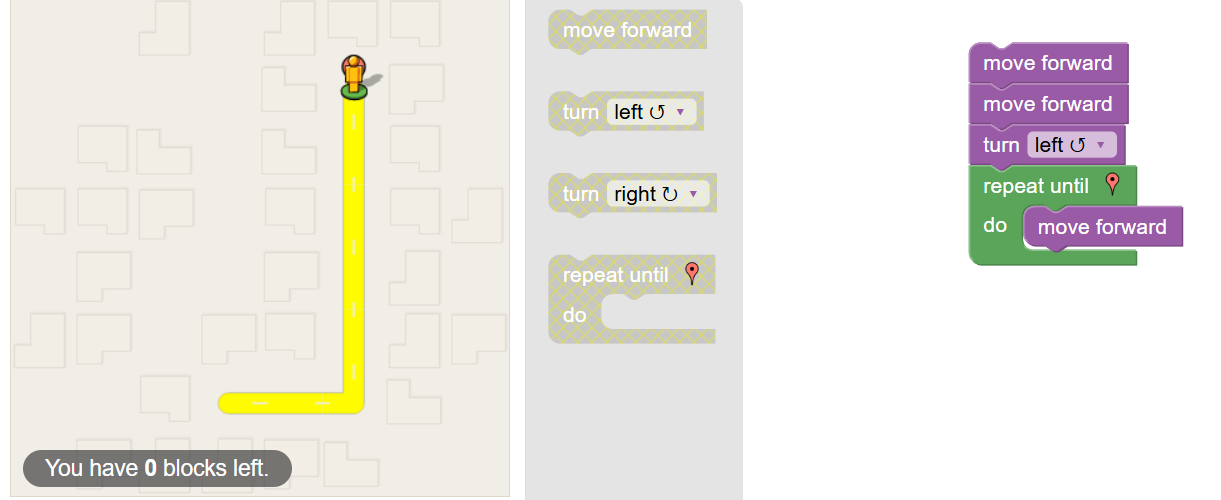 You have 0 blocks left.
move forward
turn left ↺ ▼
turn right ↻ ▼
repeat until
do
move forward
move forward
turn left ↺ ▼
repeat until
do move forward